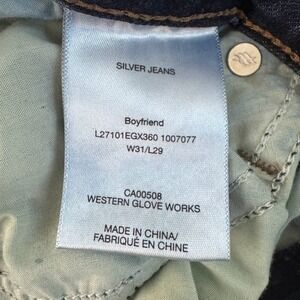 SILVER JEANS
Boyfriend
L27101EGX360 1007077
W31/L29
CA00508
WESTERN GLOVE WORKS
MADE IN CHINA/
FABRIQUÉ EN CHINE